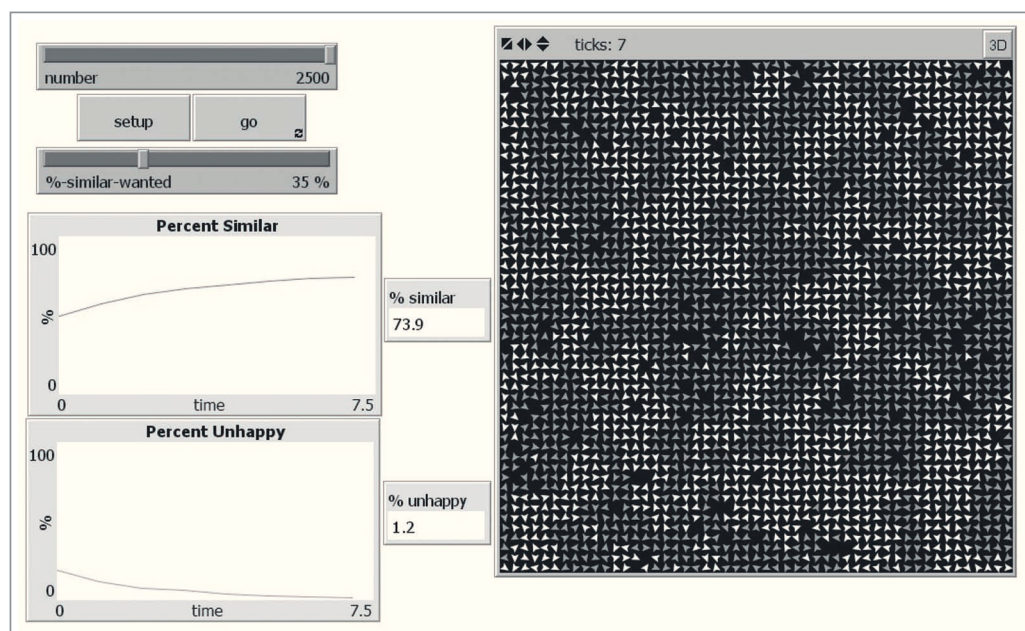 number 2500
setup go
%-similar-wanted 35 %
Percent Similar
100
%
0
0 time 7.5
% similar
73.9
Percent Unhappy
100
%
0
0 time 7.5
% unhappy
1.2
ticks: 7 3D